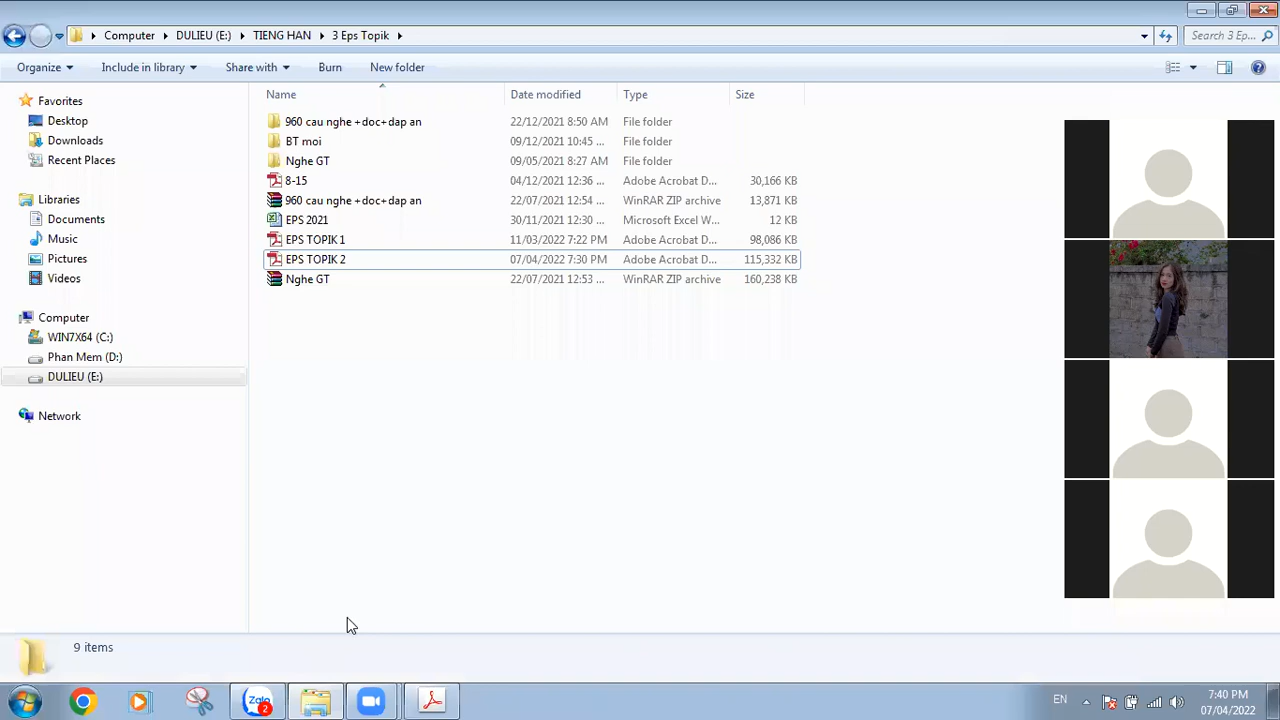 Computer DULIEU (E:) TIENG HAN 3 Eps Topik Search 3 Ep...
Organize Include in library Share with Burn New folder
Name Date modified Type Size
Favorites
Desktop
Downloads
Recent Places
Libraries
Documents
Music
Pictures
Videos
Computer
WIN7X64 (C:)
Phan Mem (D:)
DULIEU (E:)
Network
960 cau nghe +doc+dap an 22/12/2021 8:50 AM File folder
BT moi 09/12/2021 10:45 ... File folder
Nghe GT 09/05/2021 8:27 AM File folder
8-15 04/12/2021 12:36 ... Adobe Acrobat D... 30,166 KB
960 cau nghe +doc+dap an 22/07/2021 12:54 ... WinRAR ZIP archive 13,871 KB
EPS 2021 30/11/2021 12:30 ... Microsoft Excel W... 12 KB
EPS TOPIK 1 11/03/2022 7:22 PM Adobe Acrobat D... 98,086 KB
EPS TOPIK 2 07/04/2022 7:30 PM Adobe Acrobat D... 115,332 KB
Nghe GT 22/07/2021 12:53 ... WinRAR ZIP archive 160,238 KB
9 items
Zalo 2
EN
7:40 PM
07/04/2022